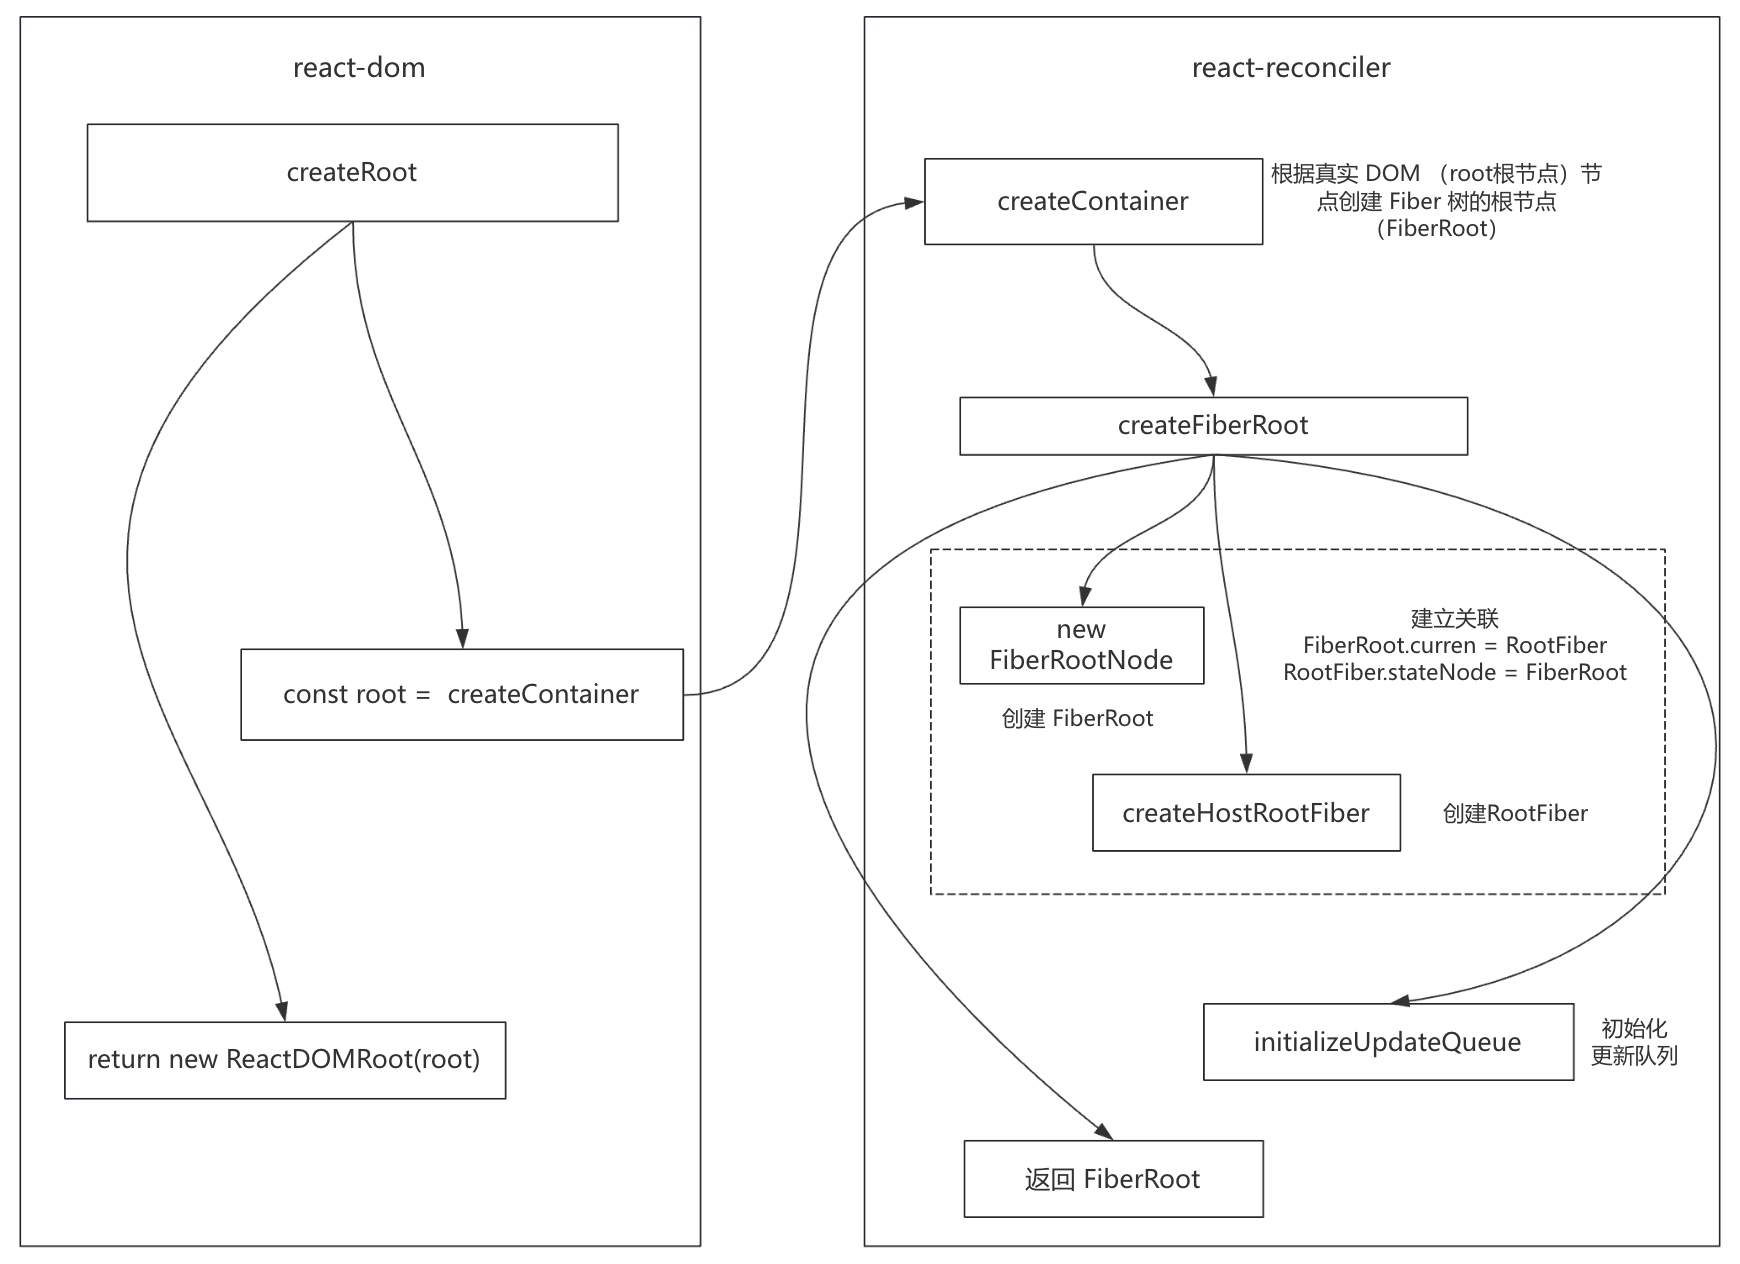 react-dom
createRoot
const root =  createContainer
return new ReactDOMRoot(root)
react-reconciler
createContainer
根据真实 DOM （root根节点）节
点创建 Fiber 树的根节点
（FiberRoot）
createFiberRoot
new
FiberRootNode
创建 FiberRoot
建立关联
FiberRoot.curren = RootFiber
RootFiber.stateNode = FiberRoot
createHostRootFiber
创建RootFiber
initializeUpdateQueue
初始化
更新队列
返回 FiberRoot